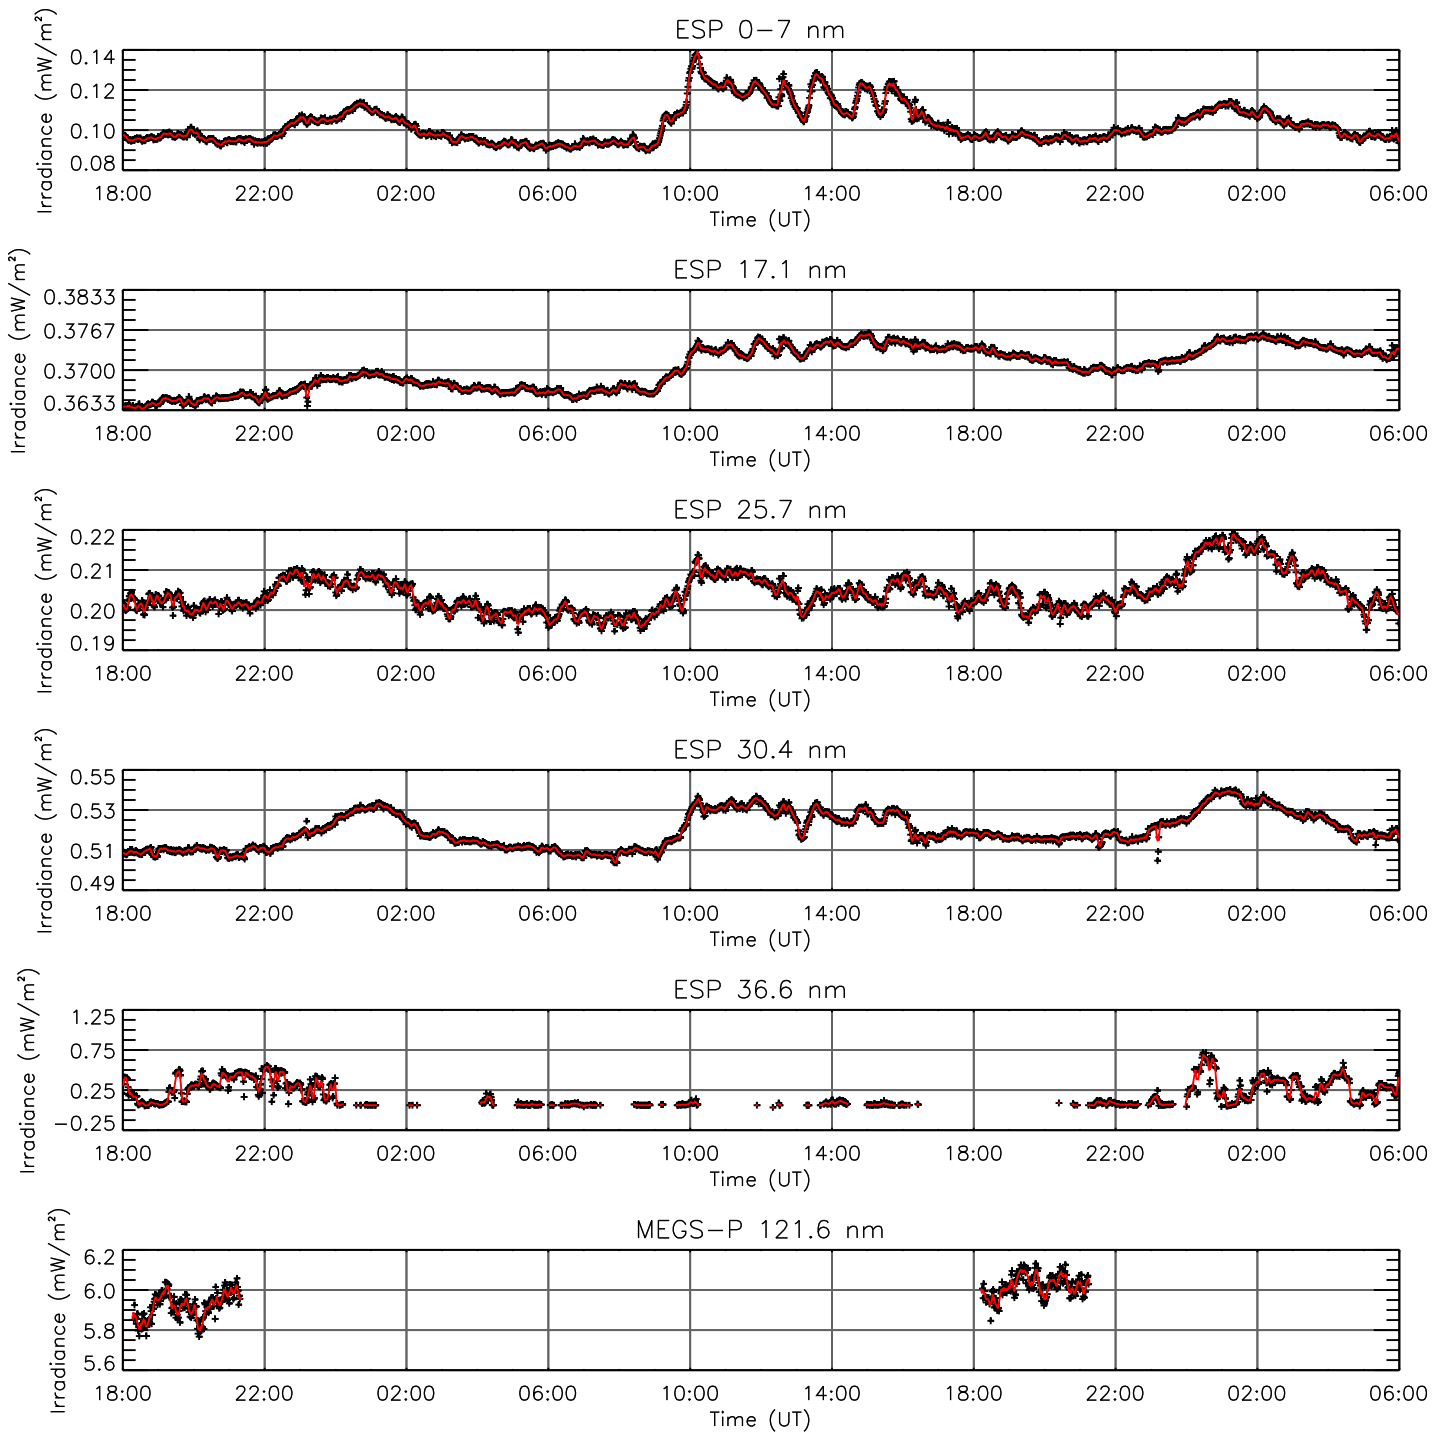 ESP 0-7 nm
Irradiance (mW/m²)
0.14
0.12
0.10
0.08
18:00 22:00 02:00 06:00 10:00 14:00 18:00 22:00 02:00 06:00
Time (UT)
ESP 17.1 nm
Irradiance (mW/m²)
0.3833
0.3767
0.3700
0.3633
18:00 22:00 02:00 06:00 10:00 14:00 18:00 22:00 02:00 06:00
Time (UT)
ESP 25.7 nm
Irradiance (mW/m²)
0.22
0.21
0.20
0.19
18:00 22:00 02:00 06:00 10:00 14:00 18:00 22:00 02:00 06:00
Time (UT)
ESP 30.4 nm
Irradiance (mW/m²)
0.55
0.53
0.51
0.49
18:00 22:00 02:00 06:00 10:00 14:00 18:00 22:00 02:00 06:00
Time (UT)
ESP 36.6 nm
Irradiance (mW/m²)
1.25
0.75
0.25
-0.25
18:00 22:00 02:00 06:00 10:00 14:00 18:00 22:00 02:00 06:00
Time (UT)
MEGS-P 121.6 nm
Irradiance (mW/m²)
6.2
6.0
5.8
5.6
18:00 22:00 02:00 06:00 10:00 14:00 18:00 22:00 02:00 06:00
Time (UT)